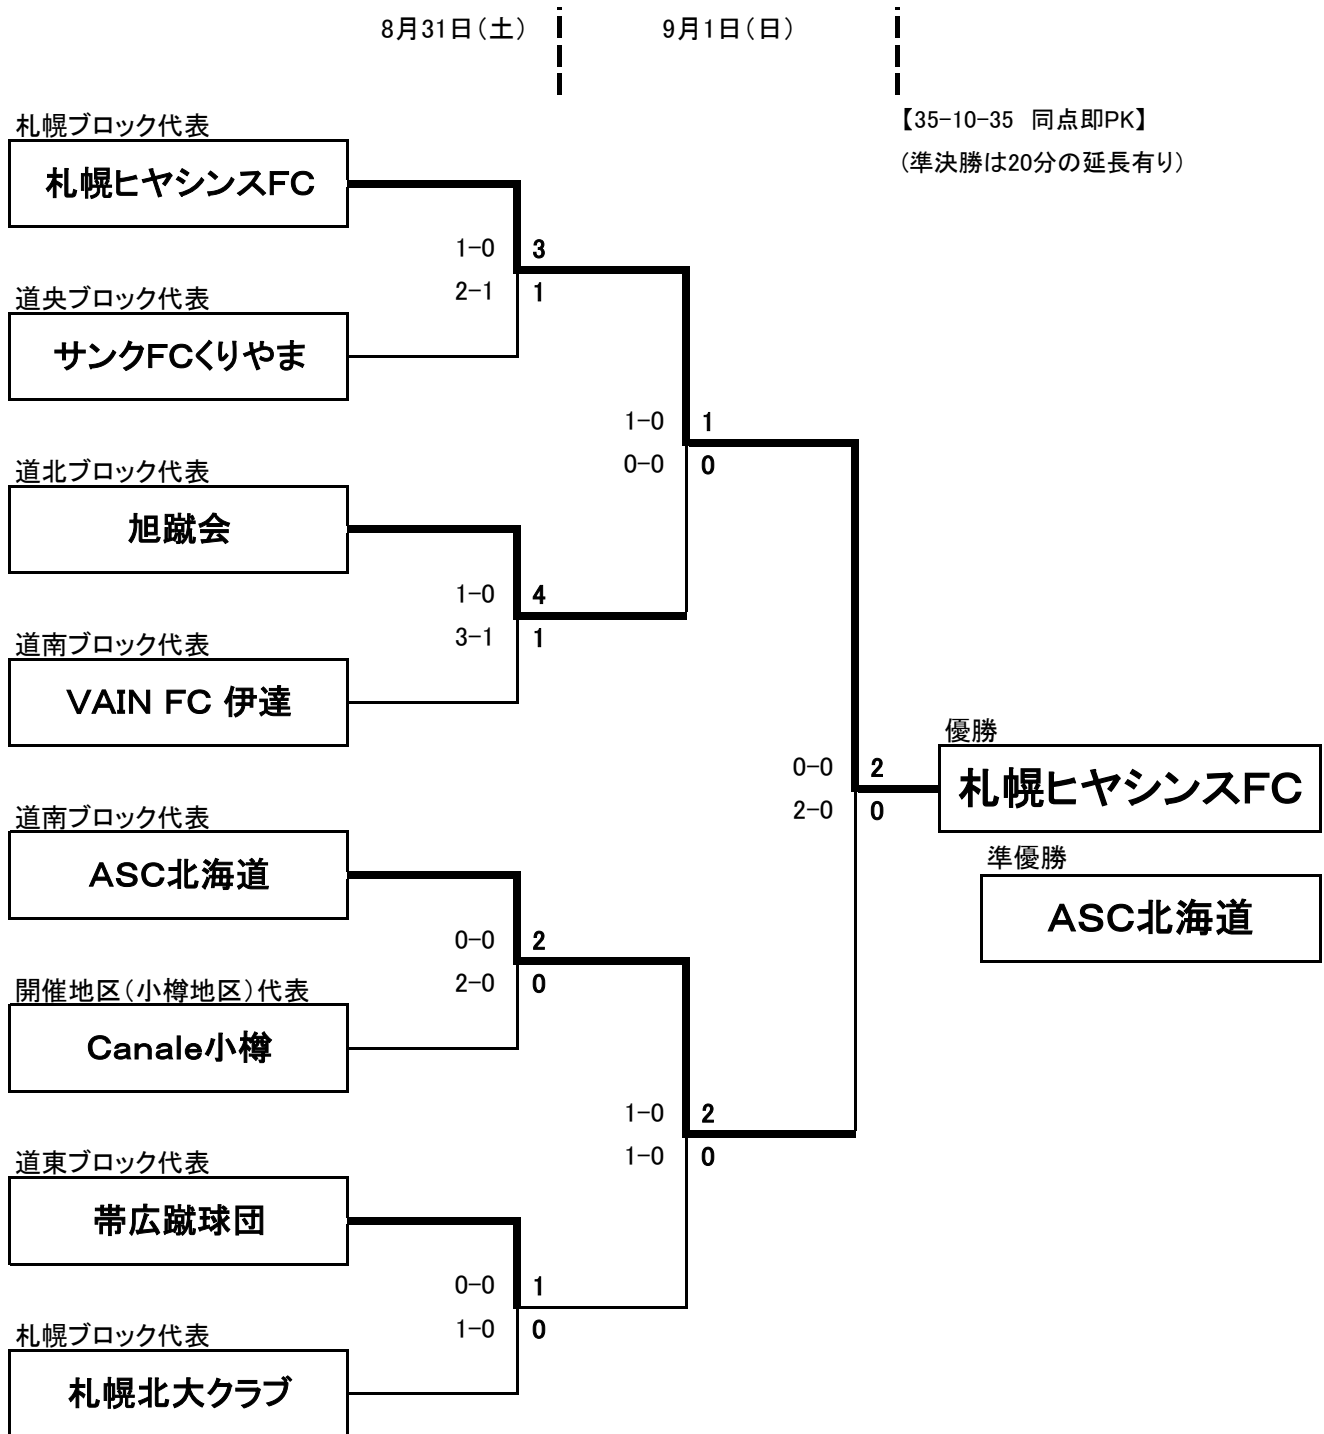 8月31日（土）
9月1日（日）
【35-10-35　同点即PK】
（準決勝は20分の延長有り）
札幌ブロック代表
札幌ヒヤシンスFC
1-0 3
2-1 1
道央ブロック代表
サンクFCくりやま
1-0 1
0-0 0
道北ブロック代表
旭蹴会
1-0 4
3-1 1
道南ブロック代表
VAIN FC 伊達
優勝
札幌ヒヤシンスFC
0-0 2
2-0 0
準優勝
ASC北海道
道南ブロック代表
ASC北海道
0-0 2
2-0 0
開催地区（小樽地区）代表
Canale小樽
1-0 2
1-0 0
道東ブロック代表
帯広蹴球団
0-0 1
1-0 0
札幌ブロック代表
札幌北大クラブ